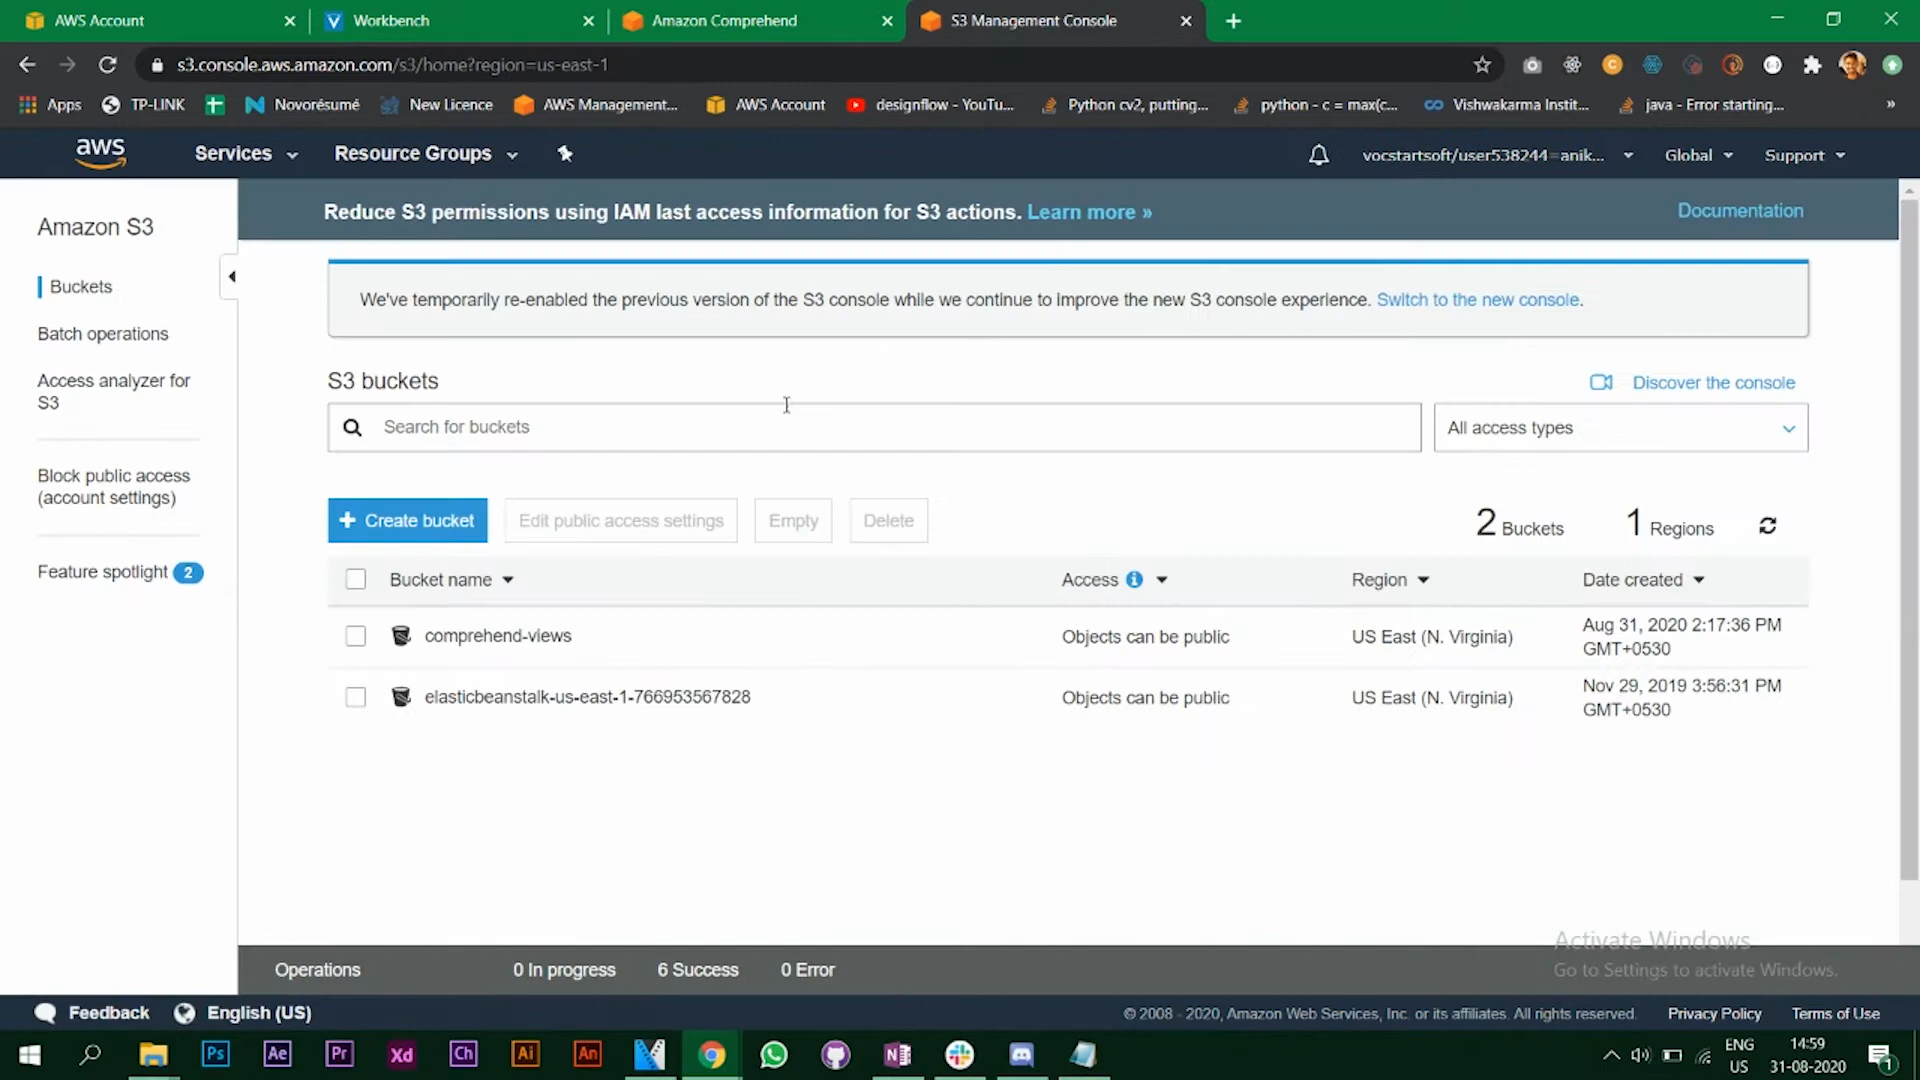 AWS Account
Workbench
Amazon Comprehend
S3 Management Console
s3.console.aws.amazon.com/s3/home?region=us-east-1
Apps
TP-LINK
Novorésumé
New Licence
AWS Management...
AWS Account
designflow - YouTu...
Python cv2, putting...
python - c = max(c...
Vishwakarma Instit...
java - Error starting...
»
aws
Services
Resource Groups
vocstartsoft/user538244=anik...
Global
Support
Amazon S3
Buckets
Batch operations
Access analyzer for
S3
Block public access
(account settings)
Feature spotlight 2
Reduce S3 permissions using IAM last access information for S3 actions. Learn more »
Documentation
We've temporarily re-enabled the previous version of the S3 console while we continue to improve the new S3 console experience. Switch to the new console.
S3 buckets
Discover the console
Search for buckets
All access types
+ Create bucket
Edit public access settings
Empty
Delete
2 Buckets
1 Regions
Bucket name
Access
Region
Date created
comprehend-views
Objects can be public
US East (N. Virginia)
Aug 31, 2020 2:17:36 PM
GMT+0530
elasticbeanstalk-us-east-1-766953567828
Objects can be public
US East (N. Virginia)
Nov 29, 2019 3:56:31 PM
GMT+0530
Activate Windows
Go to Settings to activate Windows.
Operations
0 In progress
6 Success
0 Error
Feedback
English (US)
© 2008 - 2020, Amazon Web Services, Inc. or its affiliates. All rights reserved.
Privacy Policy
Terms of Use
Ps
Ae
Pr
Xd
Ch
Ai
An
N
ENG
US
14:59
31-08-2020
1